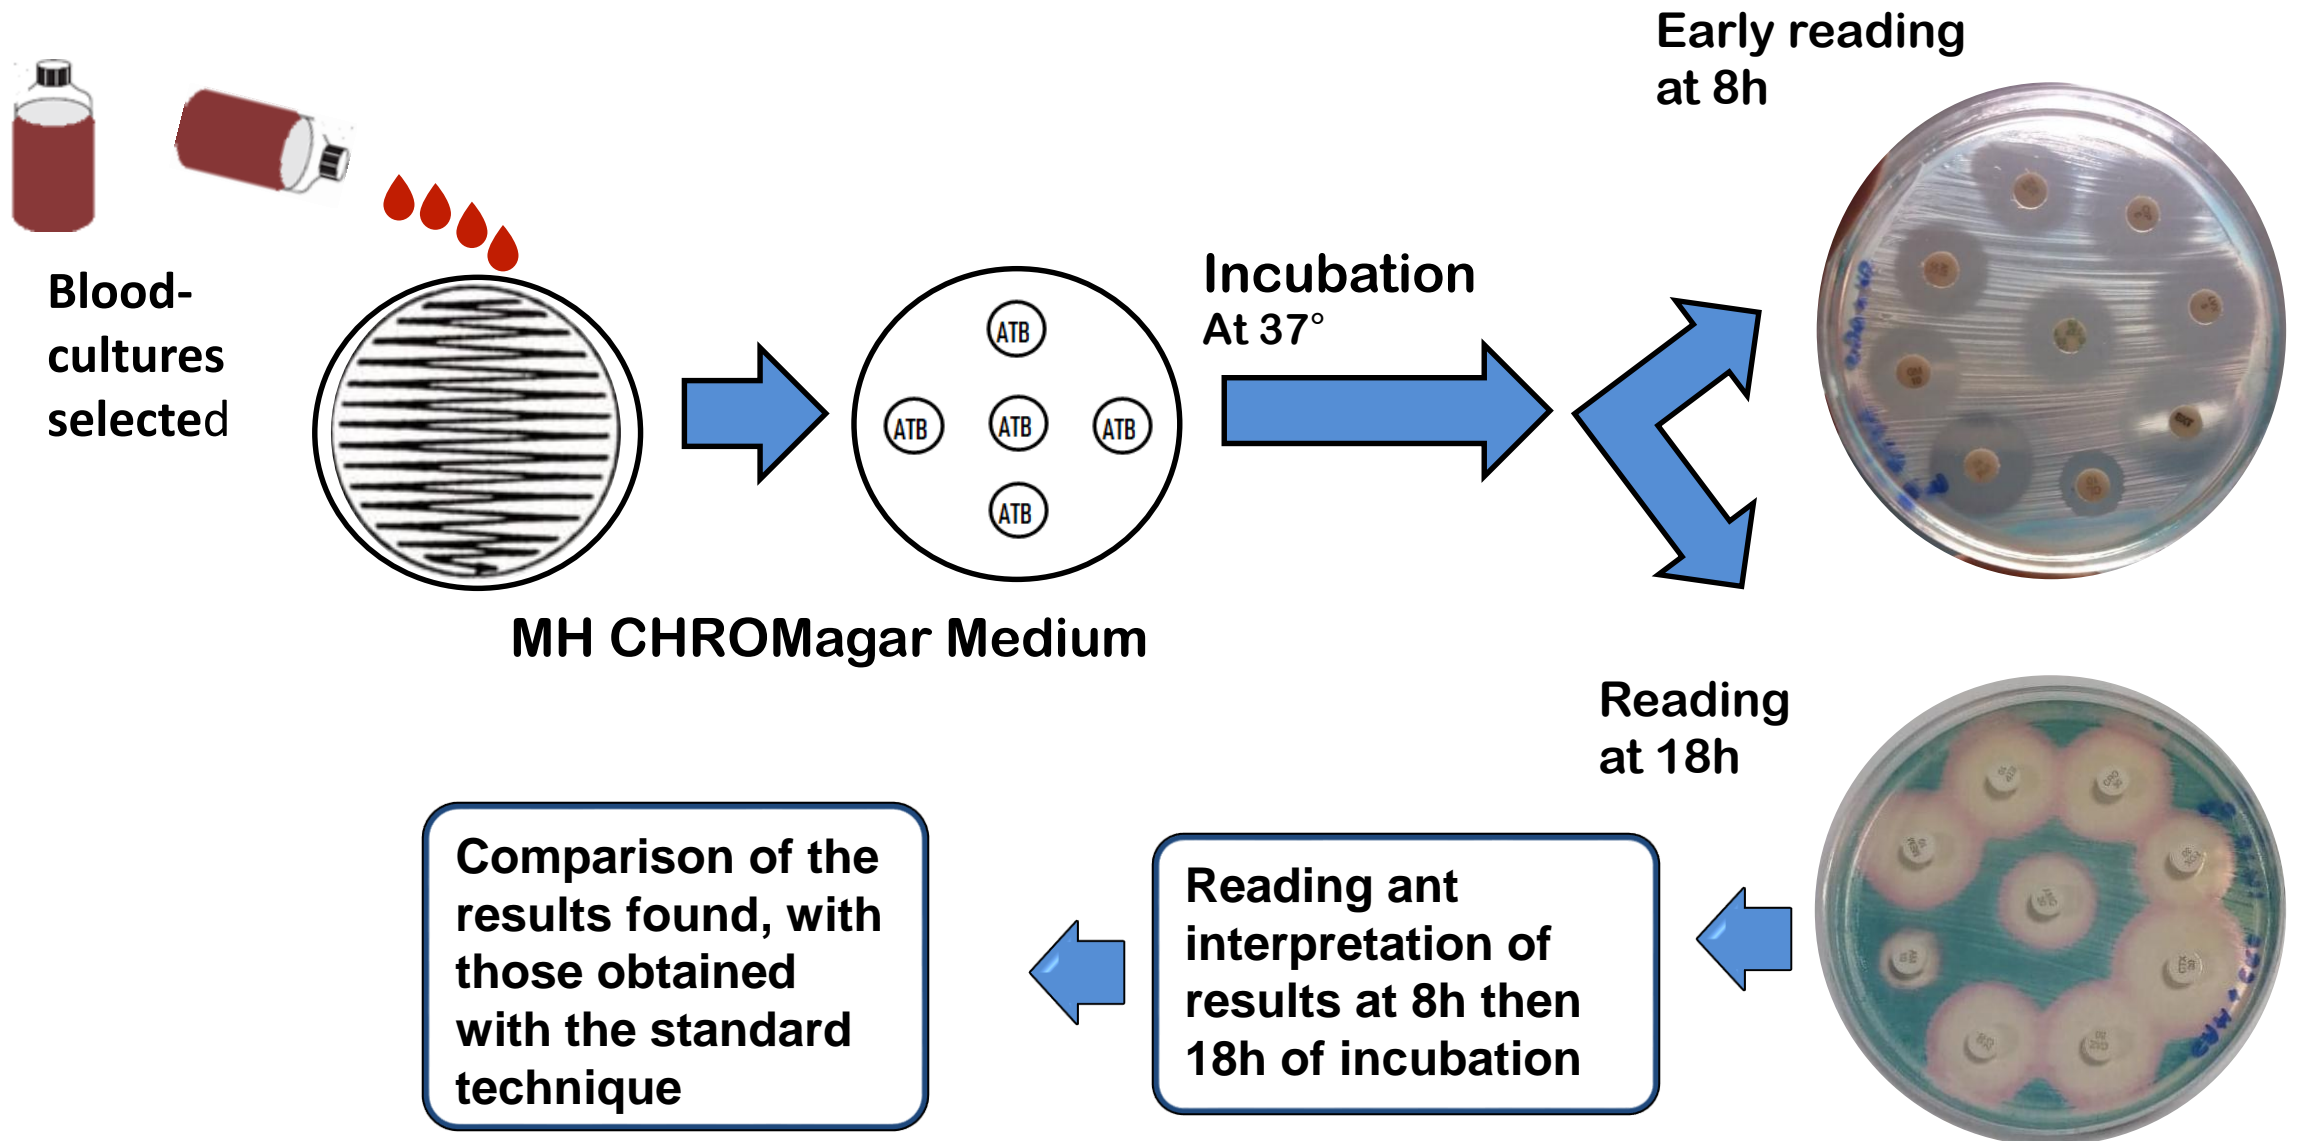 Early reading
at 8h
Blood-
cultures
selected
ATB
ATB
ATB
ATB
ATB
Incubation
At 37°
MH CHROMagar Medium
Reading
at 18h
Comparison of the
results found, with
those obtained
with the standard
technique
Reading ant
interpretation of
results at 8h then
18h of incubation
CTX